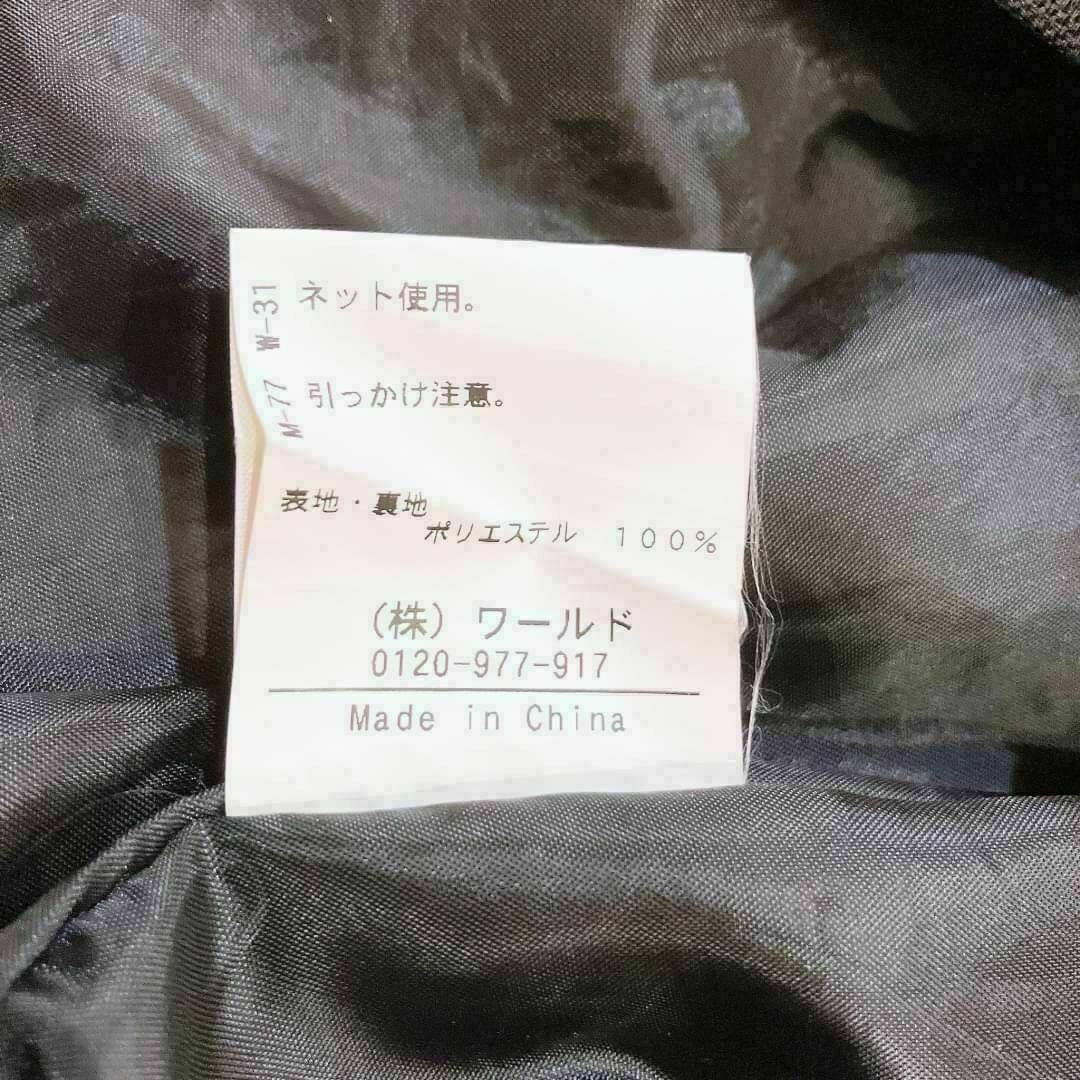 W-31
ネット使用。
M-77
引っかけ注意。
表地・裏地
ポリエステル 100%
(株) ワールド
0120-977-917
Made in China